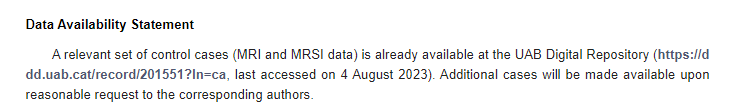 Data Availability Statement
A relevant set of control cases (MRI and MRSI data) is already available at the UAB Digital Repository (https://d
dd.uab.cat/record/201551?ln=ca, last accessed on 4 August 2023). Additional cases will be made available upon
reasonable request to the corresponding authors.